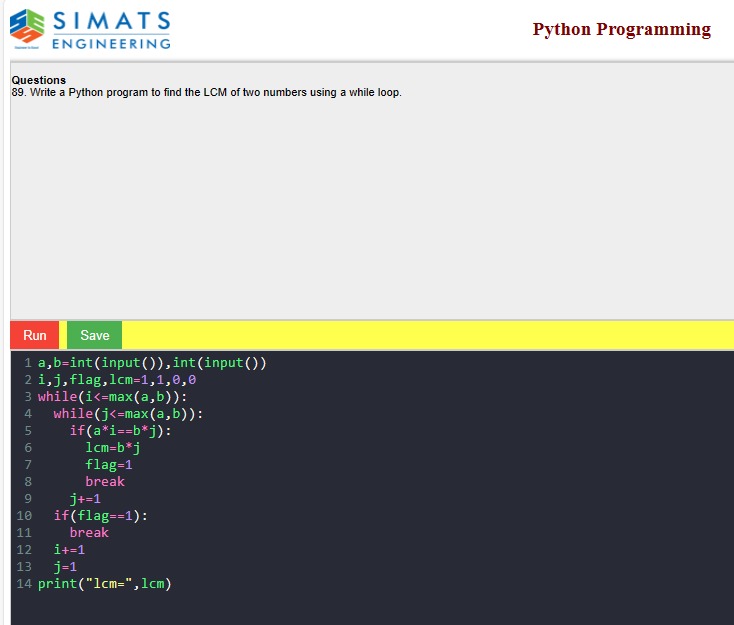 SIMATS
ENGINEERING
Python Programming
Questions
89. Write a Python program to find the LCM of two numbers using a while loop.
Run Save
1 a,b=int(input()),int(input())
2 i,j,flag,lcm=1,1,0,0
3 while(i<=max(a,b)):
4   while(j<=max(a,b)):
5     if(a*i==b*j):
6       lcm=b*j
7       flag=1
8       break
9     j+=1
10   if(flag==1):
11     break
12   i+=1
13   j=1
14 print("lcm=",lcm)